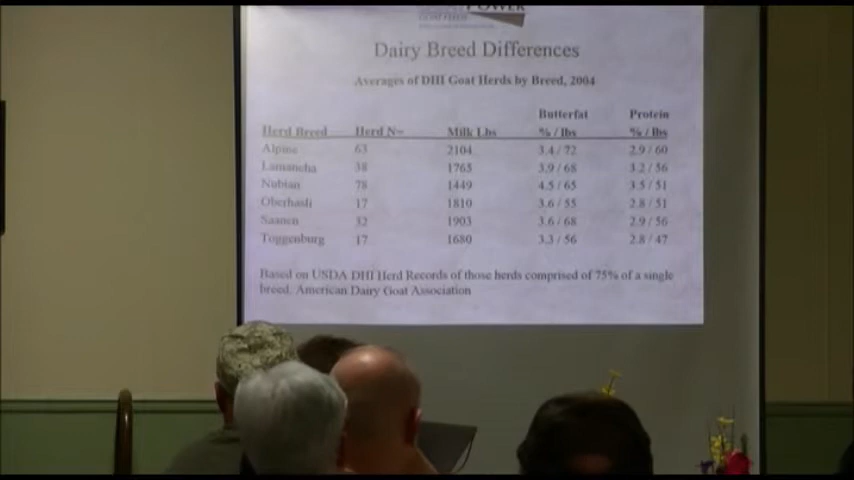 POWER
GOAT FEEDS
Dairy Breed Differences
Averages of DHI Goat Herds by Breed, 2004
Butterfat Protein
Herd Breed Herd N= Milk Lbs % / lbs % / lbs
Alpine 63 2104 3.4 / 72 2.9 / 60
Lamancha 38 1765 3.9 / 68 3.2 / 56
Nubian 78 1449 4.5 / 65 3.5 / 51
Oberhasli 17 1810 3.6 / 55 2.8 / 51
Saanen 32 1903 3.6 / 68 2.9 / 56
Toggenburg 17 1680 3.3 / 56 2.8 / 47
Based on USDA DHI Herd Records of those herds comprised of 75% of a single
breed, American Dairy Goat Association